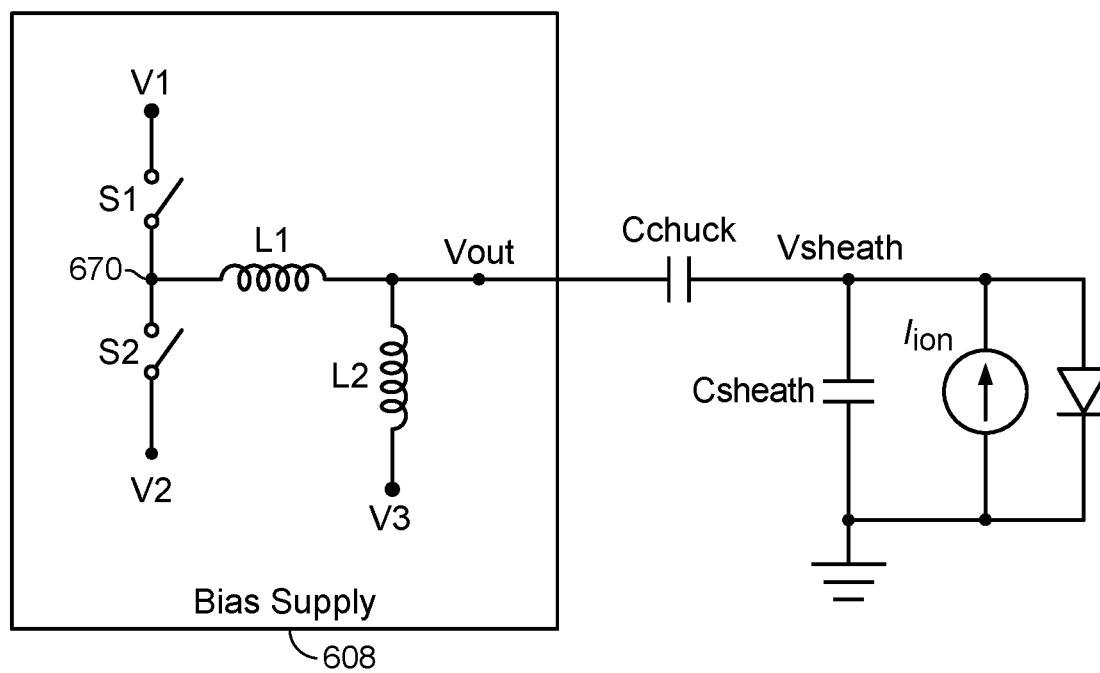 V1
S1
670
L1
Vout
Cchuck
Vsheath
S2
L2
Iion
Csheath
V2
V3
Bias Supply
608